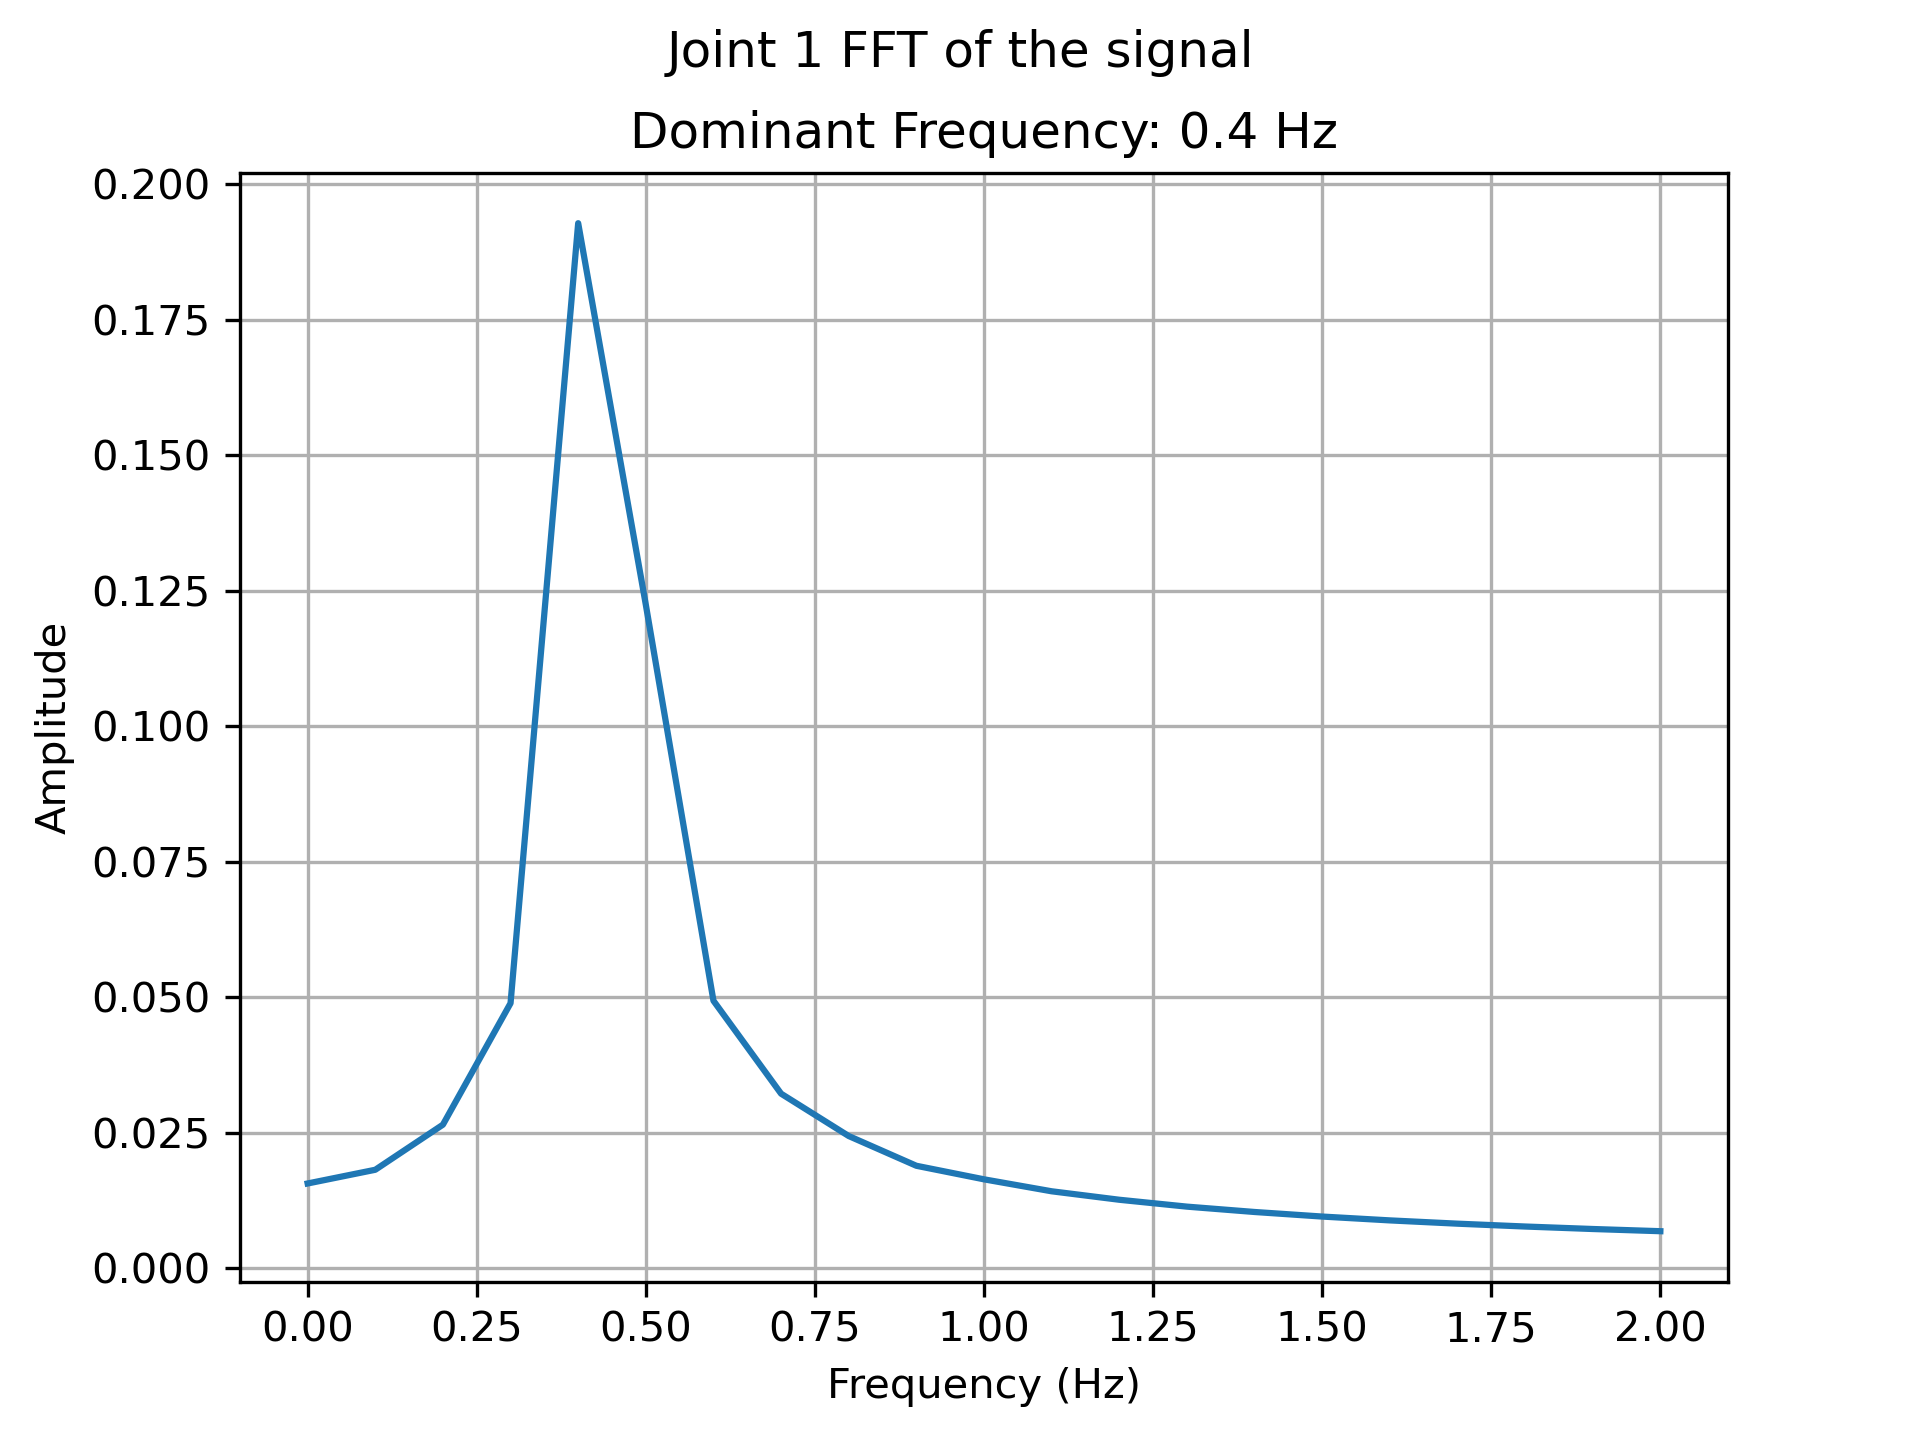 Joint 1 FFT of the signal
Dominant Frequency: 0.4 Hz
0.200
0.175
0.150
0.125
0.100
0.075
0.050
0.025
0.000
Amplitude
0.00 0.25 0.50 0.75 1.00 1.25 1.50 1.75 2.00
Frequency (Hz)